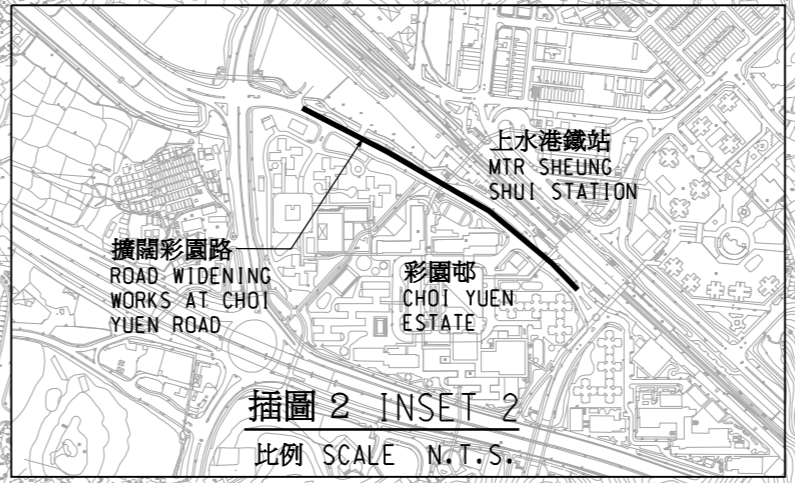 上水港鐵站
MTR SHEUNG
SHUI STATION
擴闊彩園路
ROAD WIDENING
WORKS AT CHOI
YUEN ROAD
彩園邨
CHOI YUEN
ESTATE
插圖 2 INSET 2
比例 SCALE N.T.S.